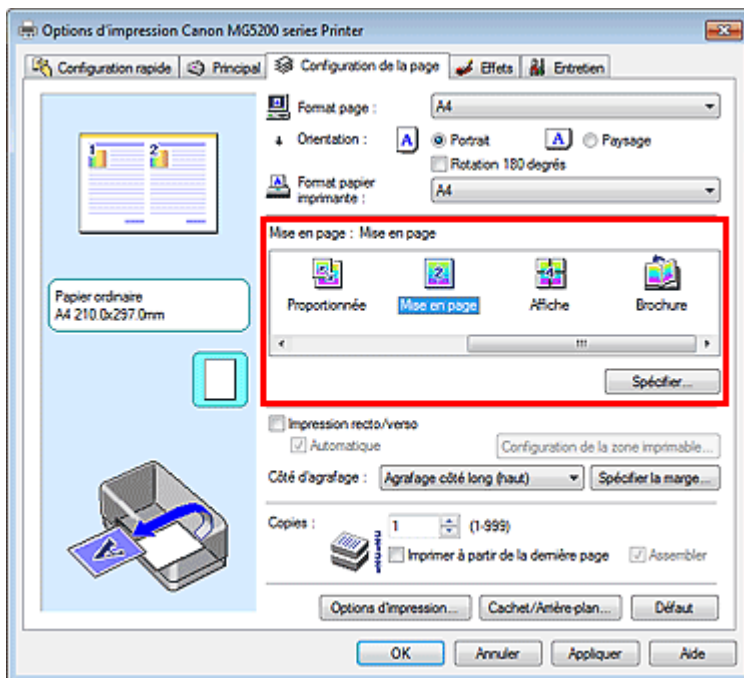 Options d'impression Canon MG5200 series Printer
Configuration rapide Principal Configuration de la page Effets Entretien
Format page : A4
Orientation : A Portrait A Paysage
Rotation 180 degrés
Format papier imprimante : A4
Mise en page : Mise en page
Proportionnée Mise en page Affiche Brochure
Spécifier...
1 2
Papier ordinaire
A4 210.0x297.0mm
Impression recto/verso
Automatique Configuration de la zone imprimable...
Côté d'agrafage : Agrafage côté long (haut) Spécifier la marge...
Copies : 1 (1-999)
Imprimer à partir de la dernière page Assembler
Options d'impression... Cachet/Arrière-plan... Défaut
OK Annuler Appliquer Aide